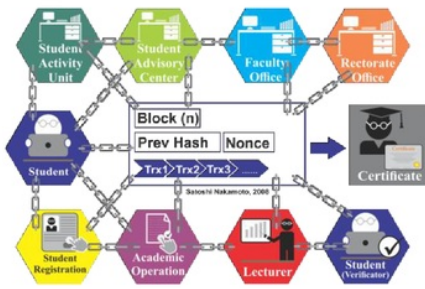 Student
Activity
Unit
Student
Advisory
Center
Faculty
Office
Rectorate
Office
Block (n)
Prev Hash
Nonce
Trx1
Trx2
Trx3
......
Satoshi Nakamoto, 2008
Student
Certificate
Certificate
Student
Registration
Academic
Operation
Lecturer
Student
(Verificator)